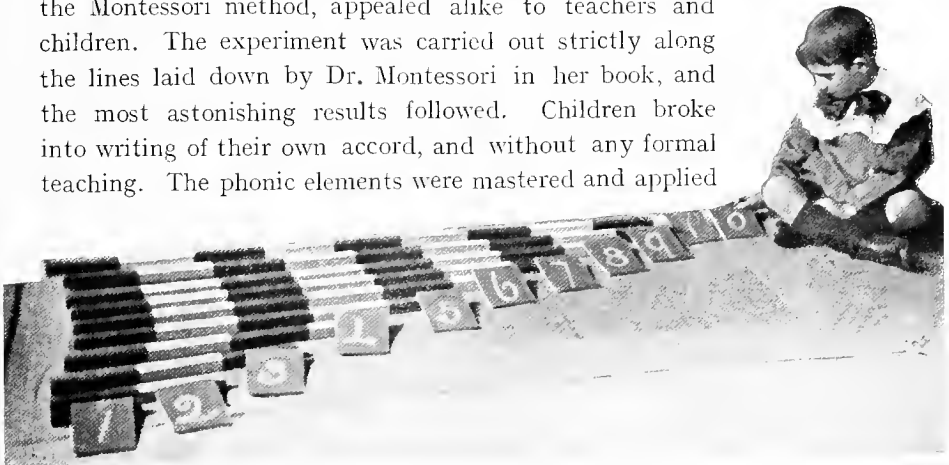 the Montessori method, appealed alike to teachers and
children. The experiment was carried out strictly along
the lines laid down by Dr. Montessori in her book, and
the most astonishing results followed. Children broke
into writing of their own accord, and without any formal
teaching. The phonic elements were mastered and applied
1 2 3 4 5 6 7 8 9 1 0